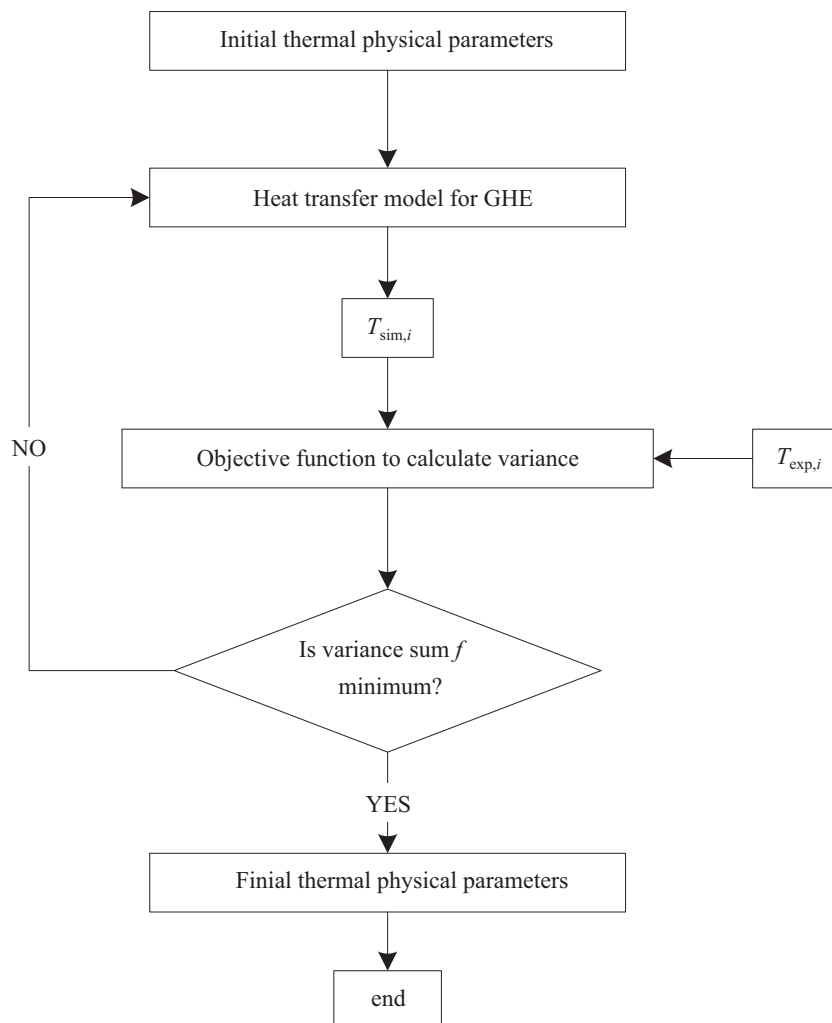 Initial thermal physical parameters
Heat transfer model for GHE
T_sim,i
NO
Objective function to calculate variance
T_exp,i
Is variance sum f
minimum?
YES
Finial thermal physical parameters
end